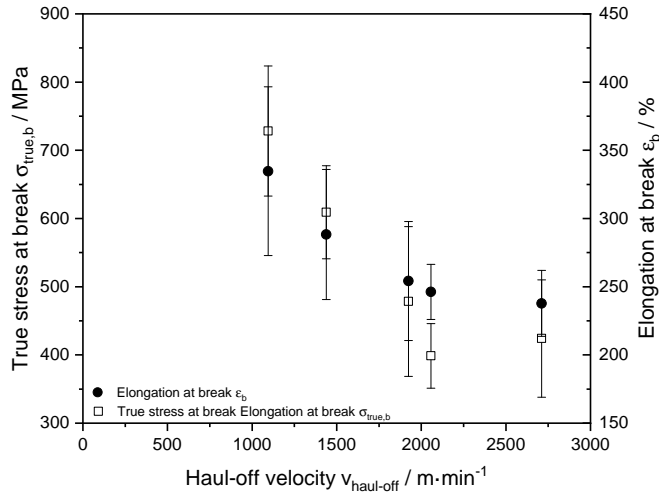 900
800
700
600
500
400
300
True stress at break σtrue,b / MPa
450
400
350
300
250
200
150
Elongation at break εb / %
Elongation at break εb
True stress at break Elongation at break σtrue,b
0 500 1000 1500 2000 2500 3000
Haul-off velocity vhaul-off / m·min-1